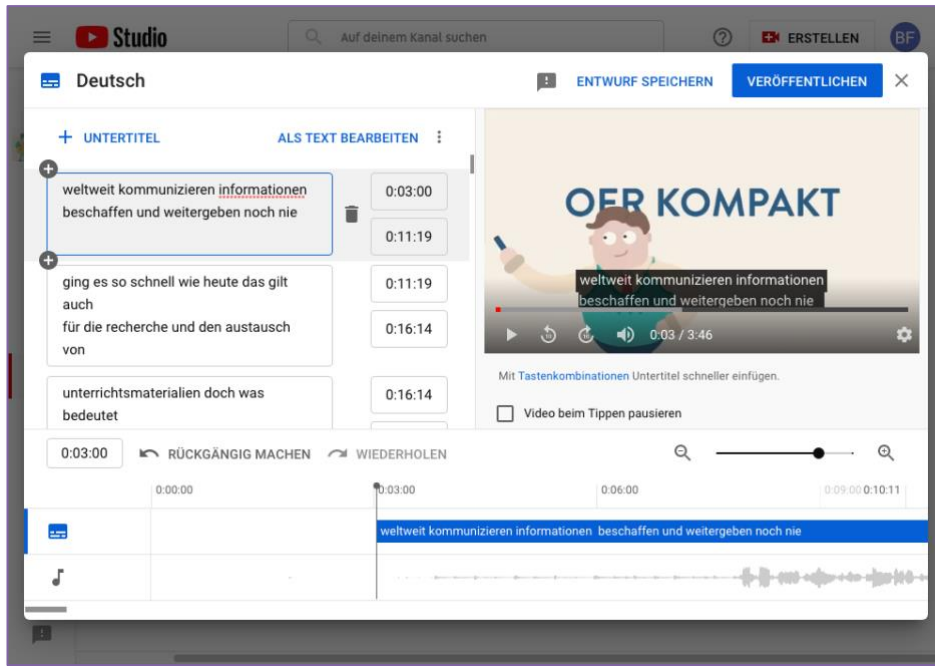 Studio
Auf deinem Kanal suchen
ERSTELLEN
BF
Deutsch
ENTWURF SPEICHERN
VERÖFFENTLICHEN
+ UNTERTITEL
ALS TEXT BEARBEITEN
weltweit kommunizieren informationen
beschaffen und weitergeben noch nie
0:03:00
0:11:19
ging es so schnell wie heute das gilt
auch
für die recherche und den austausch
von
0:11:19
0:16:14
unterrichtsmaterialien doch was
bedeutet
0:16:14
OER KOMPAKT
weltweit kommunizieren informationen
beschaffen und weitergeben noch nie
0:03 / 3:46
Mit Tastenkombinationen Untertitel schneller einfügen.
Video beim Tippen pausieren
0:03:00
RÜCKGÄNGIG MACHEN
WIEDERHOLEN
0:00:00
0:03:00
0:06:00
0:09:00
0:10:11
weltweit kommunizieren informationen beschaffen und weitergeben noch nie